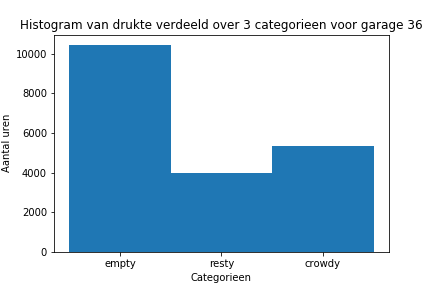 Histogram van drukte verdeeld over 3 categorieen voor garage 36
10000
8000
6000
4000
2000
0
Aantal uren
empty resty crowdy
Categorieen